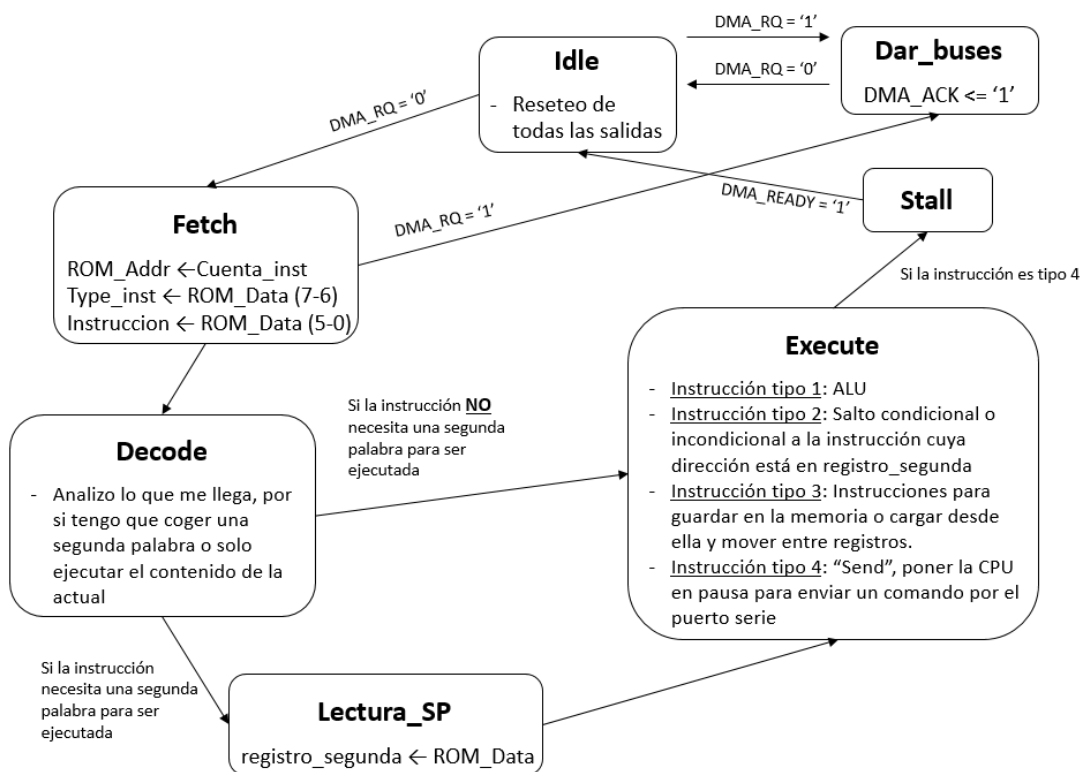 DMA_RQ = ‘1’
Idle
- Reseteo de
todas las salidas
DMA_RQ = ‘0’
Dar_buses
DMA_ACK <= ‘1’
DMA_RQ = ‘0’
DMA_READY = ‘1’
Stall
Fetch
ROM_Addr ←Cuenta_inst
Type_inst ← ROM_Data (7-6)
Instruccion ← ROM_Data (5-0)
DMA_RQ = ‘1’
Si la instrucción es tipo 4
Execute
- Instrucción tipo 1: ALU
- Instrucción tipo 2: Salto condicional o
incondicional a la instrucción cuya
dirección está en registro_segunda
- Instrucción tipo 3: Instrucciones para
guardar en la memoria o cargar desde
ella y mover entre registros.
- Instrucción tipo 4: “Send”, poner la CPU
en pausa para enviar un comando por el
puerto serie
Si la instrucción NO
necesita una segunda
palabra para ser
ejecutada
Decode
- Analizo lo que me llega, por
si tengo que coger una
segunda palabra o solo
ejecutar el contenido de la
actual
Si la instrucción
necesita una segunda
palabra para ser
ejecutada
Lectura_SP
registro_segunda ← ROM_Data